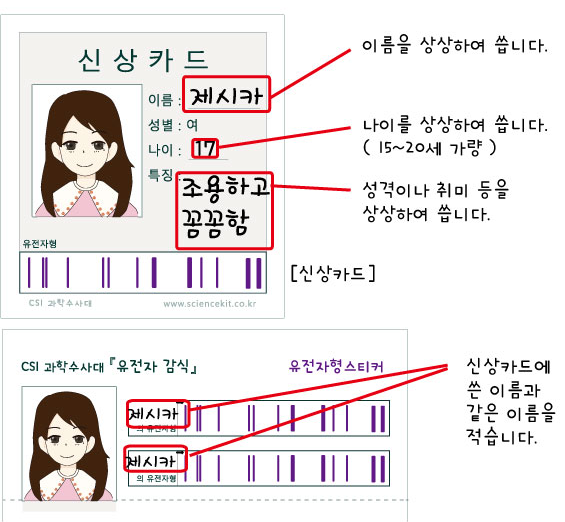 신상카드
이름 : 제시카
이름을 상상하여 씁니다.
성별 : 여
나이 : 17
나이를 상상하여 씁니다.
( 15~20세 가량 )
특징 : 조용하고
꼼꼼함
성격이나 취미 등을
상상하여 씁니다.
유전자형
CSI 과학수사대
www.sciencekit.co.kr
[신상카드]
CSI 과학수사대 『유전자 감식』
유전자형스티커
제시카
의 유전자형
제시카
의 유전자형
신상카드에
쓴 이름과
같은 이름을
적습니다.